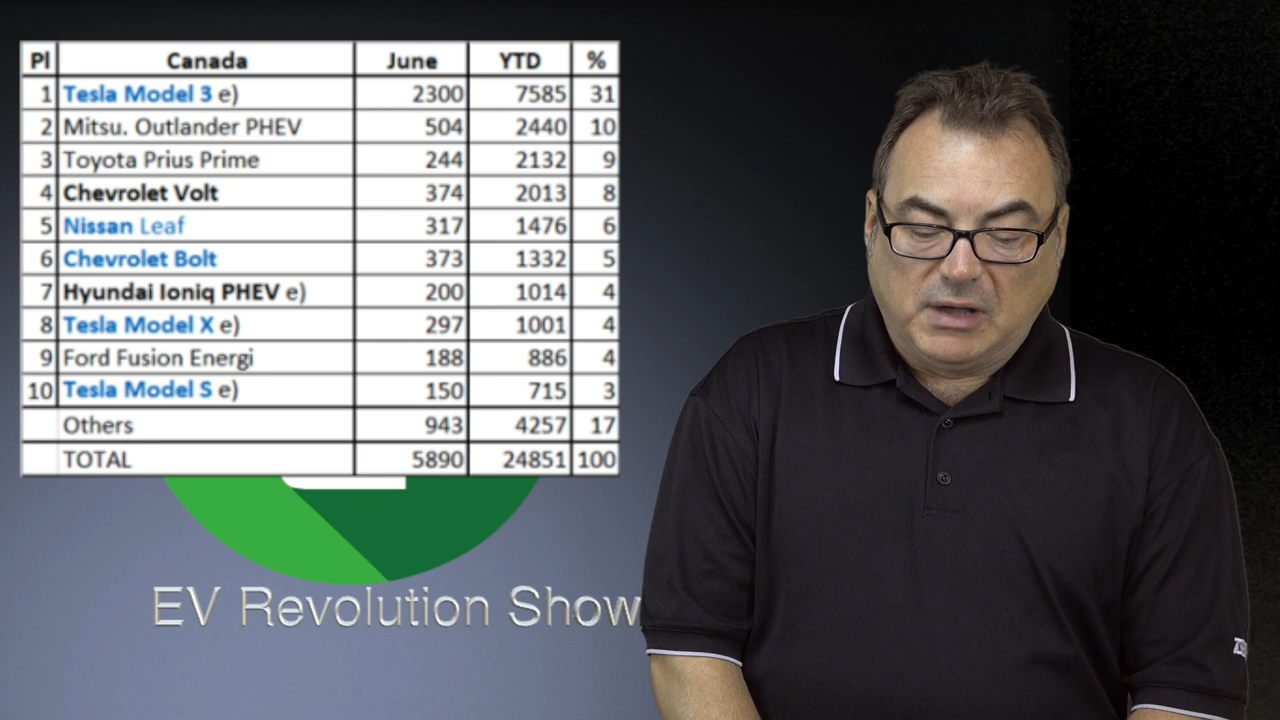 Pl Canada June YTD %
1 Tesla Model 3 e) 2300 7585 31
2 Mitsu. Outlander PHEV 504 2440 10
3 Toyota Prius Prime 244 2132 9
4 Chevrolet Volt 374 2013 8
5 Nissan Leaf 317 1476 6
6 Chevrolet Bolt 373 1332 5
7 Hyundai Ioniq PHEV e) 200 1014 4
8 Tesla Model X e) 297 1001 4
9 Ford Fusion Energi 188 886 4
10 Tesla Model S e) 150 715 3
Others 943 4257 17
TOTAL 5890 24851 100
EV Revolution Show